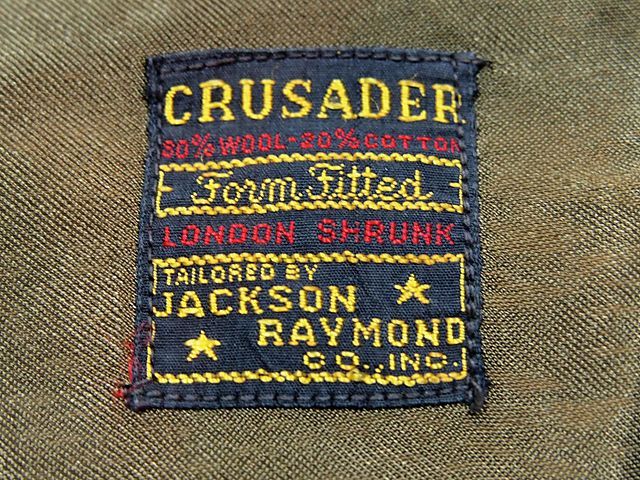 CRUSADER
80% WOOL-20% COTTON
Form Fitted
LONDON SHRUNK
TAILORED BY
JACKSON
RAYMOND
CO., INC.